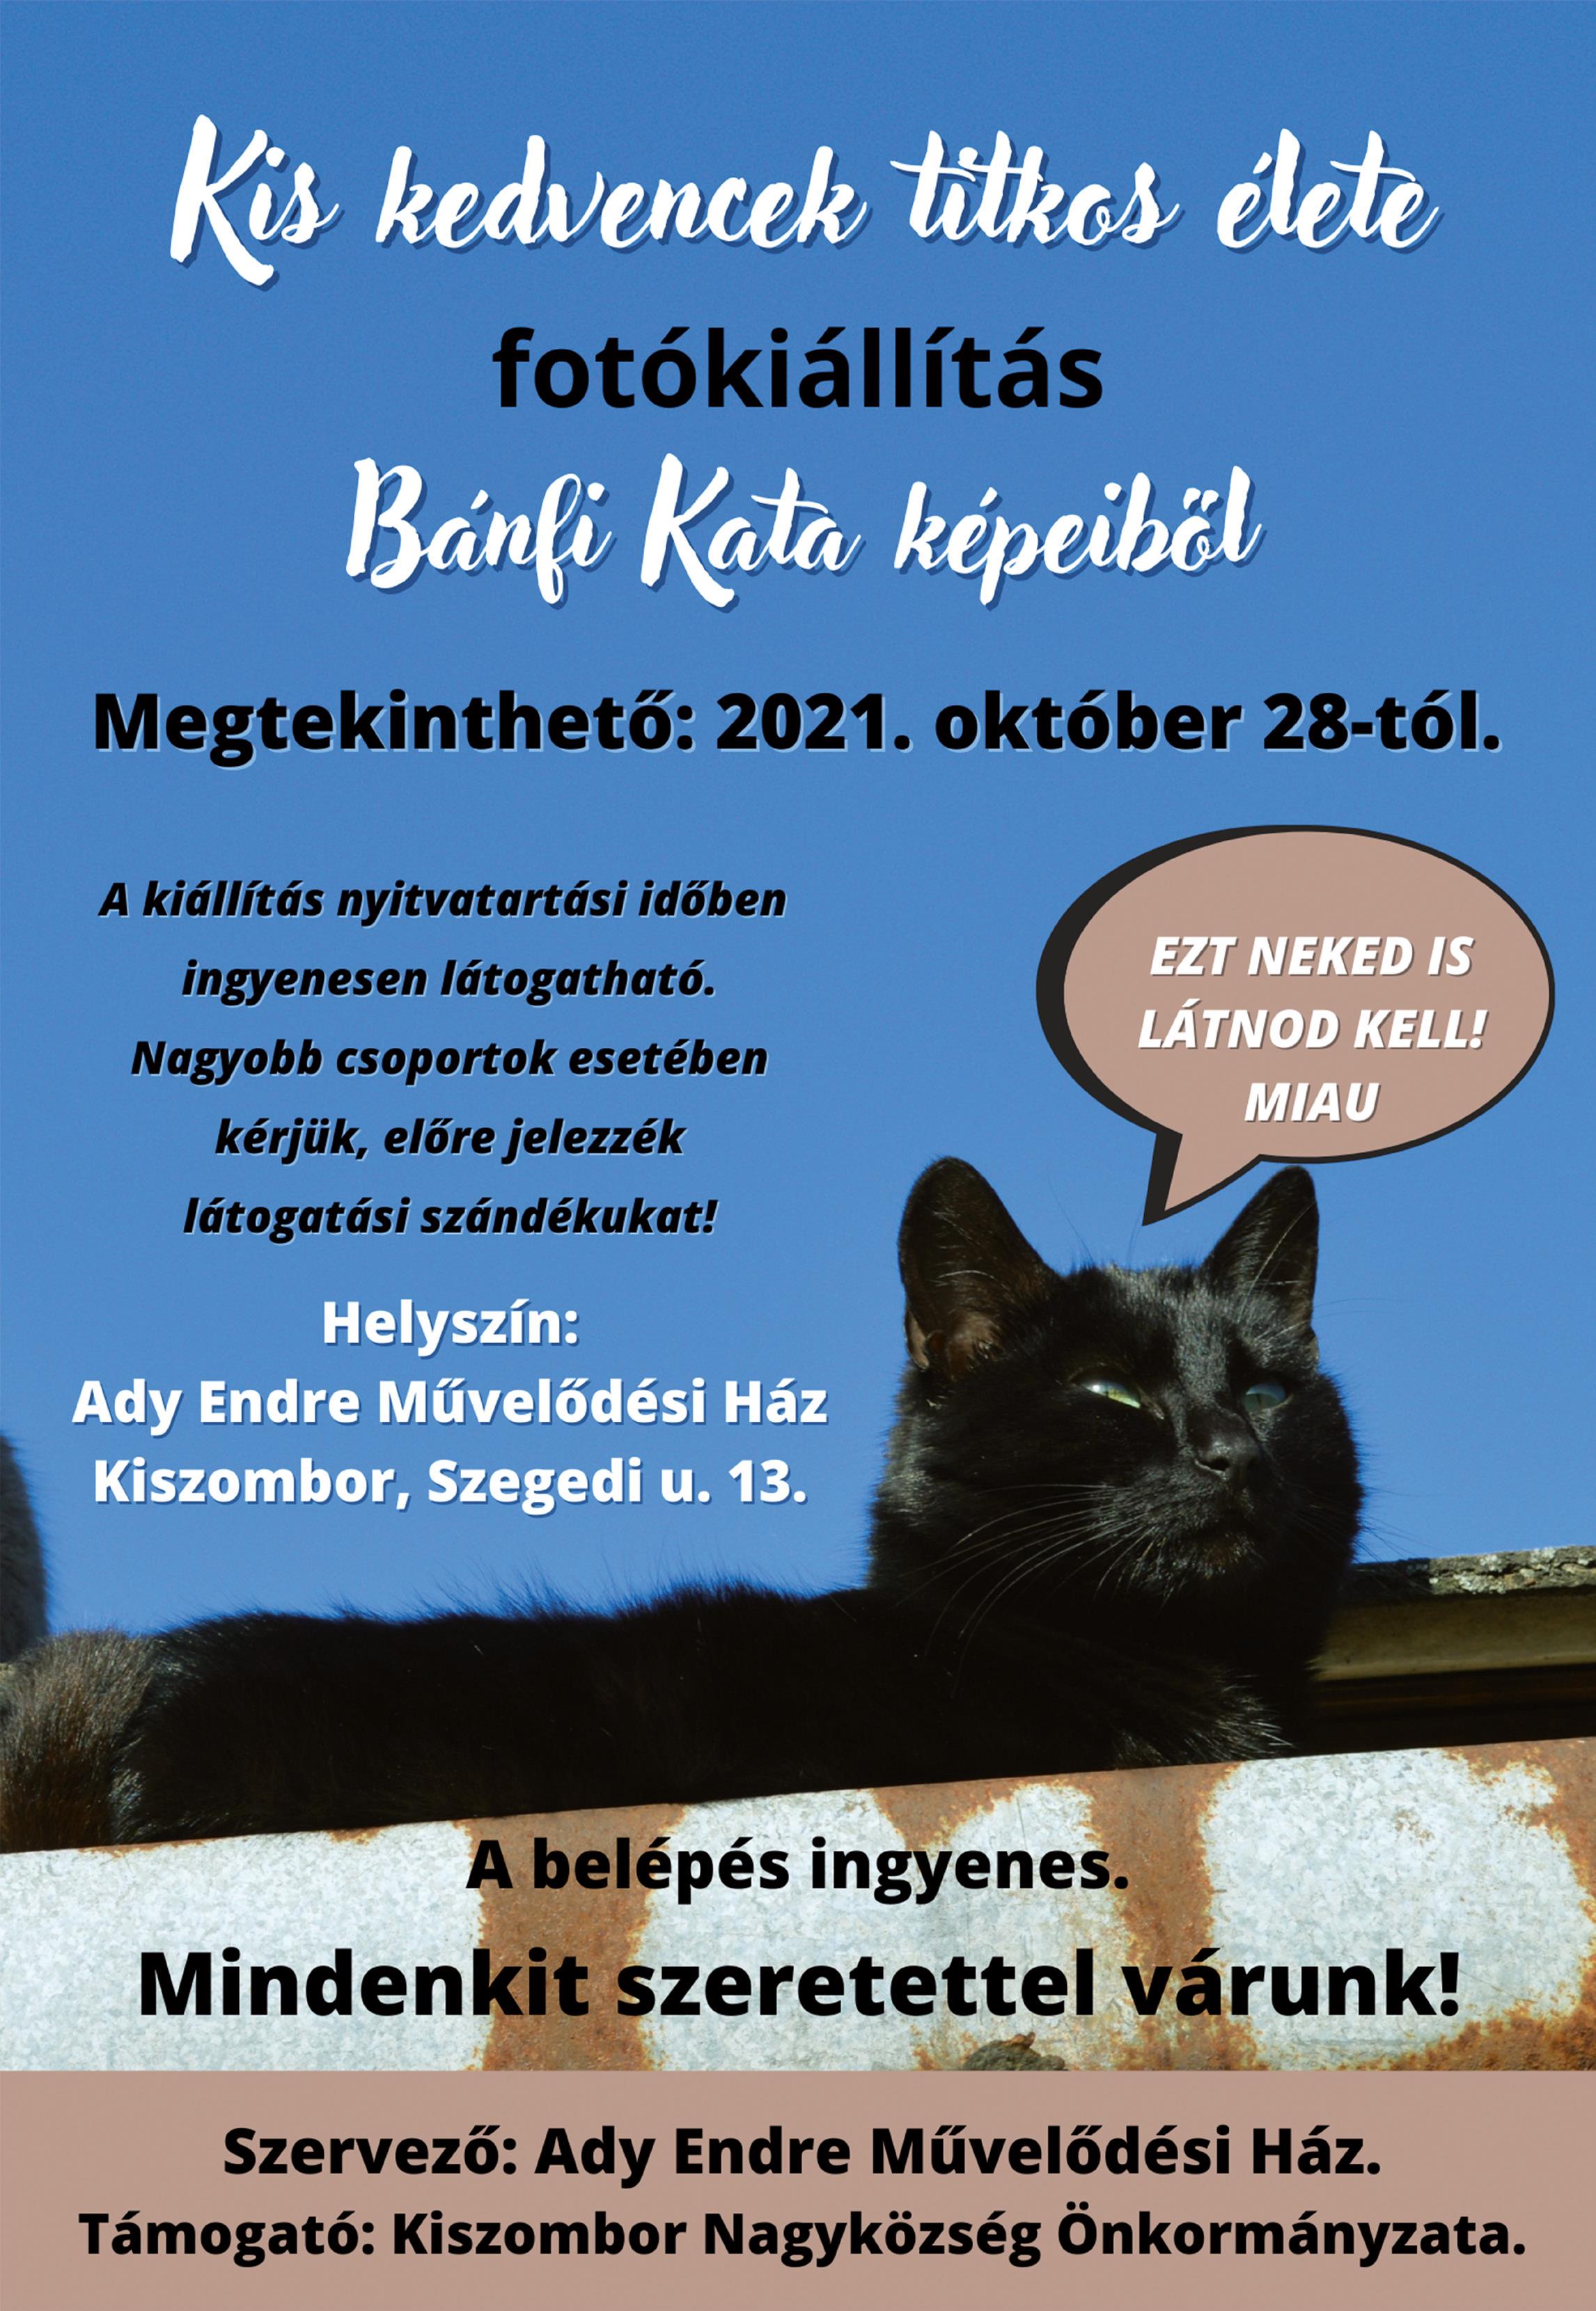 Kis kedvencek titkos élete
fotókiállítás
Bánfi Kata képeiből
Megtekinthető: 2021. október 28-tól.
A kiállítás nyitvatartási időben
ingyenesen látogatható.
Nagyobb csoportok esetében
kérjük, előre jelezzék
látogatási szándékukat!
EZT NEKED IS
LÁTNOD KELL!
MIAU
Helyszín:
Ady Endre Művelődési Ház
Kiszombor, Szegedi u. 13.
A belépés ingyenes.
Mindenkit szeretettel várunk!
Szervező: Ady Endre Művelődési Ház.
Támogató: Kiszombor Nagyközség Önkormányzata.